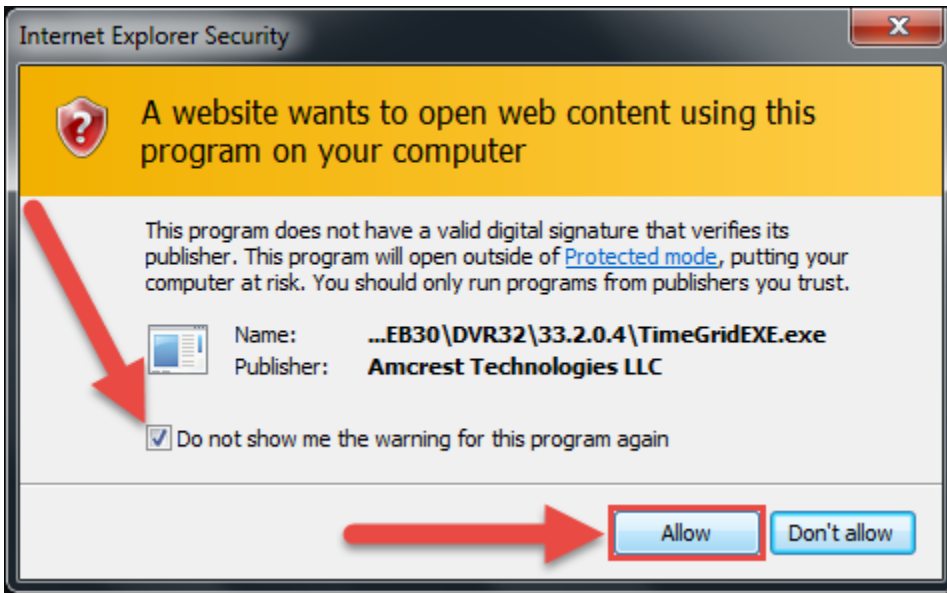 Internet Explorer Security
A website wants to open web content using this
program on your computer
This program does not have a valid digital signature that verifies its
publisher. This program will open outside of Protected mode, putting your
computer at risk. You should only run programs from publishers you trust.
Name: ...EB30\DVR32\33.2.0.4\TimeGridEXE.exe
Publisher: Amcrest Technologies LLC
Do not show me the warning for this program again
Allow Don't allow